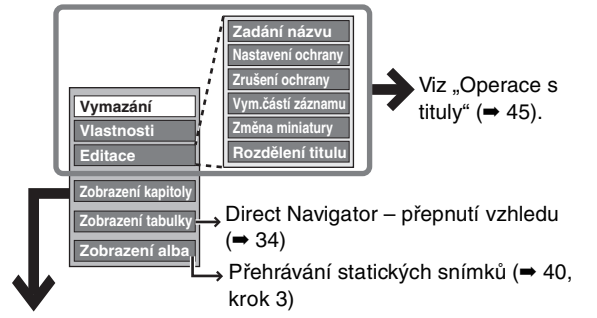 Zadání názvu
Nastavení ochrany
Zrušení ochrany
Vym.částí záznamu
Změna miniatury
Rozdělení titulu
Viz „Operace s
tituly“ (➡ 45).
Vymazání
Vlastnosti
Editace
Zobrazení kapitoly
Zobrazení tabulky
Zobrazení alba
Direct Navigator – přepnutí vzhledu
(➡ 34)
Přehrávání statických snímků (➡ 40,
krok 3)